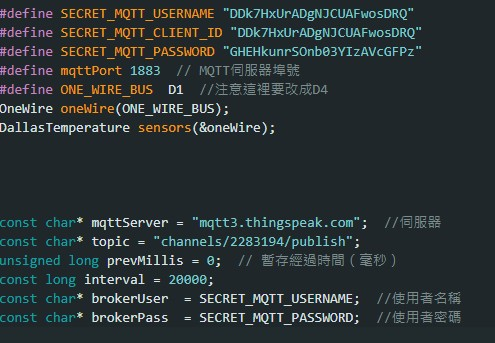 #define SECRET_MQTT_USERNAME "DDk7HxUrADgNJCUAFwosDRQ"
#define SECRET_MQTT_CLIENT_ID "DDk7HxUrADgNJCUAFwosDRQ"
#define SECRET_MQTT_PASSWORD "GHEHkunrSOnb03YIzAVcGFPz"
#define mqttPort 1883  // MQTT伺服器埠號
#define ONE_WIRE_BUS  D1  //注意這裡要改成D4
OneWire oneWire(ONE_WIRE_BUS);
DallasTemperature sensors(&oneWire);
const char* mqttServer = "mqtt3.thingspeak.com";  //伺服器
const char* topic = "channels/2283194/publish";
unsigned long prevMillis = 0;  // 暫存經過時間（毫秒）
const long interval = 20000;
const char* brokerUser  = SECRET_MQTT_USERNAME;  //使用者名稱
const char* brokerPass  = SECRET_MQTT_PASSWORD;  //使用者密碼